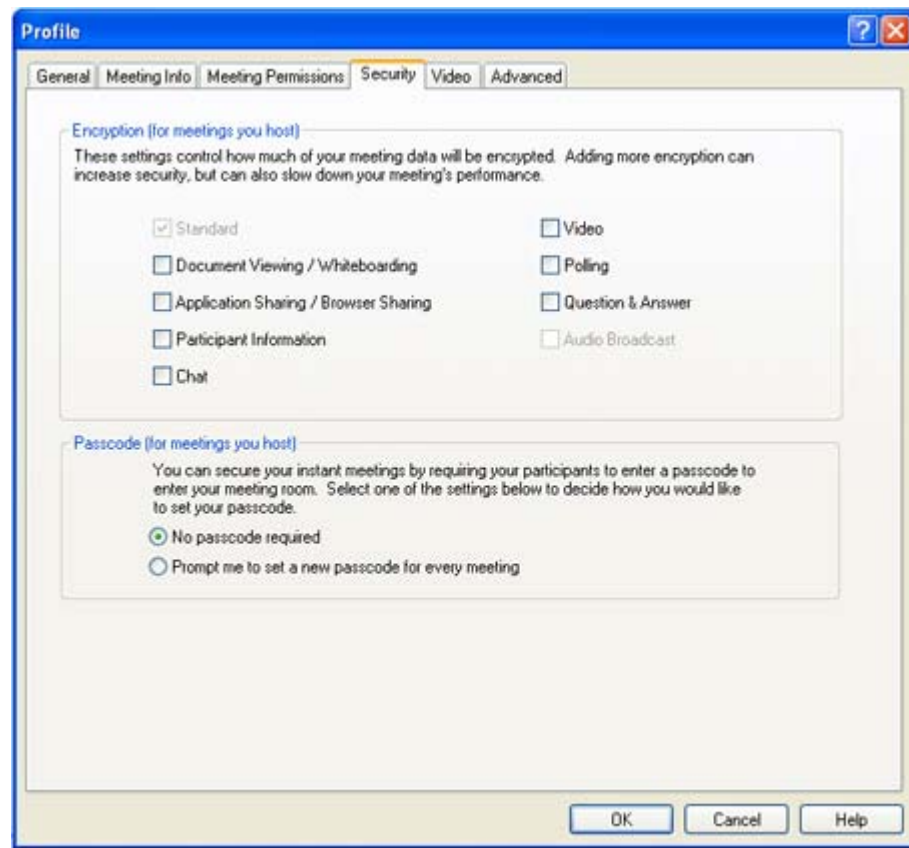 Profile
General
Meeting Info
Meeting Permissions
Security
Video
Advanced
Encryption (for meetings you host)
These settings control how much of your meeting data will be encrypted. Adding more encryption can
increase security, but can also slow down your meeting's performance.
Standard
Video
Document Viewing / Whiteboarding
Polling
Application Sharing / Browser Sharing
Question & Answer
Participant Information
Audio Broadcast
Chat
Passcode (for meetings you host)
You can secure your instant meetings by requiring your participants to enter a passcode to
enter your meeting room. Select one of the settings below to decide how you would like
to set your passcode.
No passcode required
Prompt me to set a new passcode for every meeting
OK
Cancel
Help